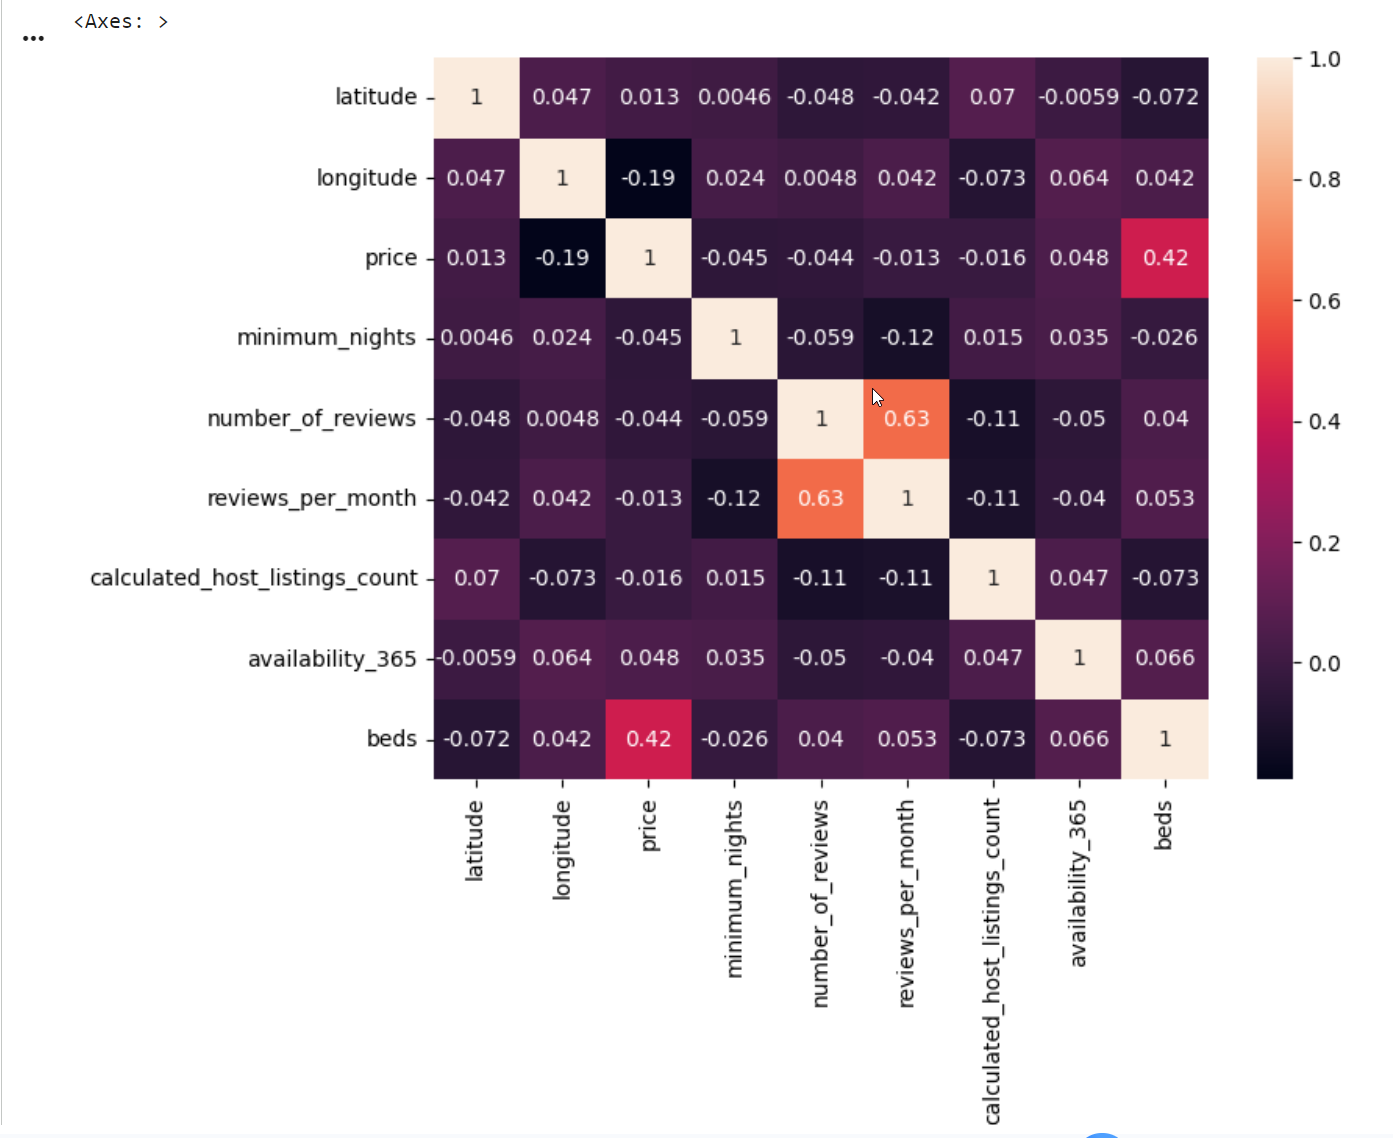 <Axes: >
...
latitude 1 0.047 0.013 0.0046 -0.048 -0.042 0.07 -0.0059 -0.072
longitude 0.047 1 -0.19 0.024 0.0048 0.042 -0.073 0.064 0.042
price 0.013 -0.19 1 -0.045 -0.044 -0.013 -0.016 0.048 0.42
minimum_nights 0.0046 0.024 -0.045 1 -0.059 -0.12 0.015 0.035 -0.026
number_of_reviews -0.048 0.0048 -0.044 -0.059 1 0.63 -0.11 -0.05 0.04
reviews_per_month -0.042 0.042 -0.013 -0.12 0.63 1 -0.11 -0.04 0.053
calculated_host_listings_count 0.07 -0.073 -0.016 0.015 -0.11 -0.11 1 0.047 -0.073
availability_365 -0.0059 0.064 0.048 0.035 -0.05 -0.04 0.047 1 0.066
beds -0.072 0.042 0.42 -0.026 0.04 0.053 -0.073 0.066 1
latitude
longitude
price
minimum_nights
number_of_reviews
reviews_per_month
calculated_host_listings_count
availability_365
beds
1.0
0.8
0.6
0.4
0.2
0.0